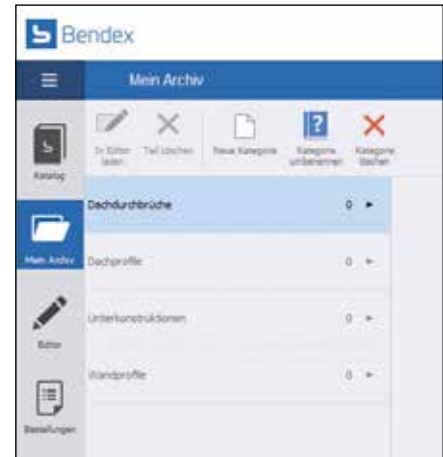 Bendex
Mein Archiv
In Editor laden
Teil löschen
Neue Kategorie
Kategorie umbenennen
Kategorie löschen
Katalog
Dachdurchbrüche 0
Mein Archiv
Dachprofile 0
Editor
Unterkonstruktionen 0
Wandprofile 0
Bestellungen